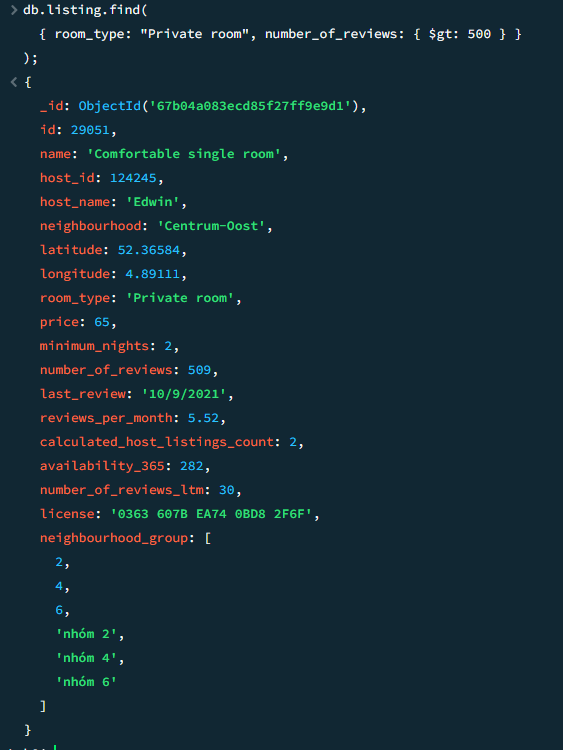 db.listing.find(
{ room_type: "Private room", number_of_reviews: { $gt: 500 } }
);
{
_id: ObjectId('67b04a083ecd85f27ff9e9d1'),
id: 29051,
name: 'Comfortable single room',
host_id: 124245,
host_name: 'Edwin',
neighbourhood: 'Centrum-Oost',
latitude: 52.36584,
longitude: 4.89111,
room_type: 'Private room',
price: 65,
minimum_nights: 2,
number_of_reviews: 509,
last_review: '10/9/2021',
reviews_per_month: 5.52,
calculated_host_listings_count: 2,
availability_365: 282,
number_of_reviews_ltm: 30,
license: '0363 607B EA74 0BD8 2F6F',
neighbourhood_group: [
2,
4,
6,
'nhóm 2',
'nhóm 4',
'nhóm 6'
]
}